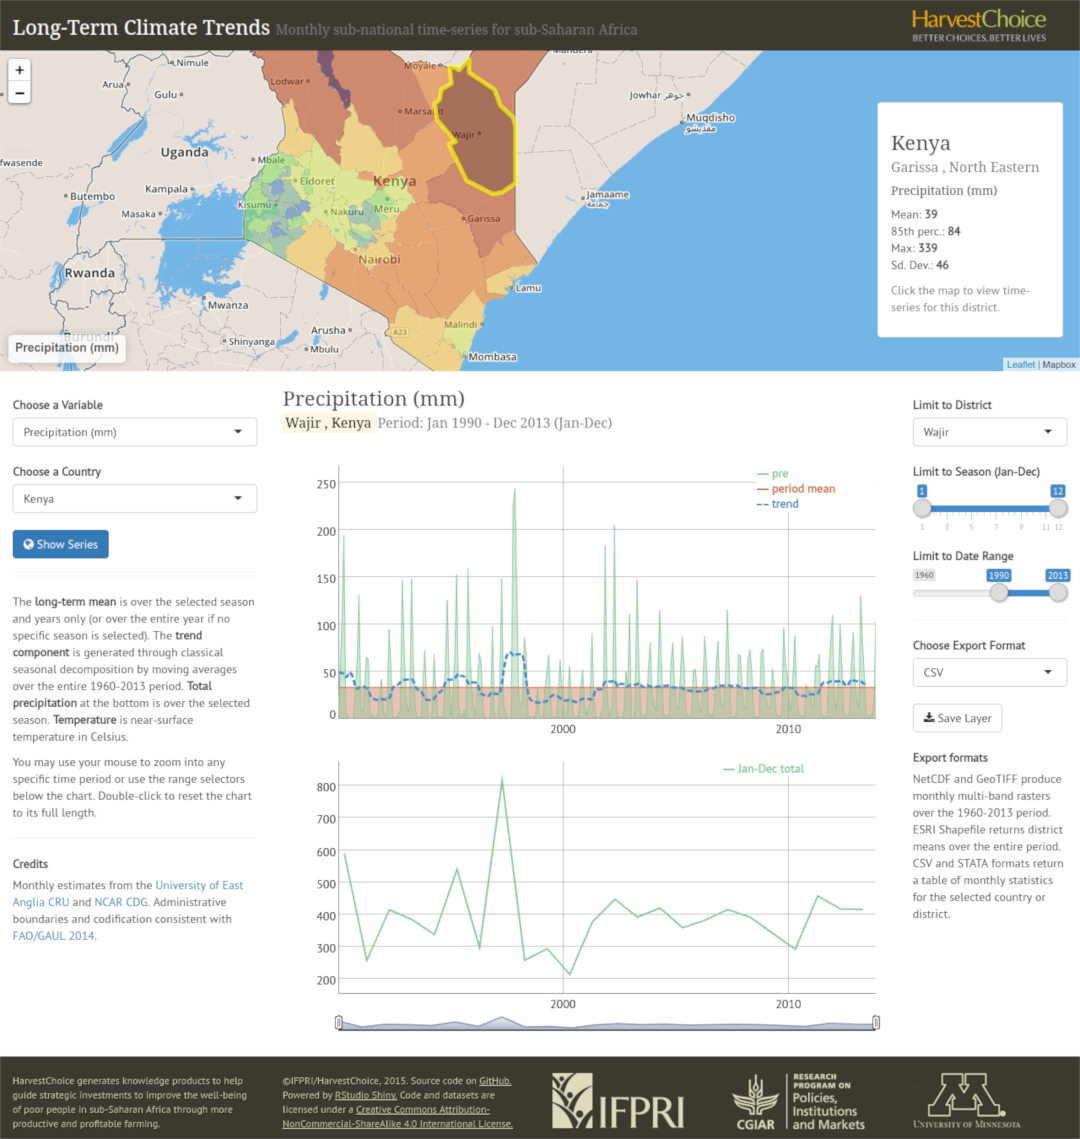 Long-Term Climate Trends Monthly sub-national time-series for sub-Saharan Africa
HarvestChoice
BETTER CHOICES, BETTER LIVES
+
−
Nimule
Arua
Gulu
Lodwar
Moyale
Mandera
Marsabit
Wajir
Jowhar جوهر
Muqdisho
مقديشو
fwasende
Uganda
Mbale
Eldoret
Kenya
Kampala
Butembo
Masaka
Kisumu
Nakuru
Meru
Jamaame
جمامة
Garissa
Nairobi
Rwanda
Lamu
Mwanza
Burundi
Arusha
Shinyanga
Mbulu
A23
Malindi
Mombasa
Precipitation (mm)
Kenya
Garissa , North Eastern
Precipitation (mm)
Mean: 39
85th perc.: 84
Max: 339
Sd. Dev.: 46
Click the map to view time-
series for this district.
Leaflet | Mapbox
Choose a Variable
Precipitation (mm)
Choose a Country
Kenya
Show Series
The long-term mean is over the selected season
and years only (or over the entire year if no
specific season is selected). The trend
component is generated through classical
seasonal decomposition by moving averages
over the entire 1960-2013 period. Total
precipitation at the bottom is over the selected
season. Temperature is near-surface
temperature in Celsius.
You may use your mouse to zoom into any
specific time period or use the range selectors
below the chart. Double-click to reset the chart
to its full length.
Credits
Monthly estimates from the University of East
Anglia CRU and NCAR CDG. Administrative
boundaries and codification consistent with
FAO/GAUL 2014.
Precipitation (mm)
Wajir , Kenya Period: Jan 1990 - Dec 2013 (Jan-Dec)
pre
period mean
trend
250
200
150
100
50
0
2000
2010
Jan-Dec total
800
700
600
500
400
300
200
2000
2010
Limit to District
Wajir
Limit to Season (Jan-Dec)
1
12
1 3 5 7 9 11 12
Limit to Date Range
1960
1990
2013
Choose Export Format
CSV
Save Layer
Export formats
NetCDF and GeoTIFF produce
monthly multi-band rasters
over the 1960-2013 period.
ESRI Shapefile returns district
means over the entire period.
CSV and STATA formats return
a table of monthly statistics
for the selected country or
district.
HarvestChoice generates knowledge products to help
guide strategic investments to improve the well-being
of poor people in sub-Saharan Africa through more
productive and profitable farming.
©IFPRI/HarvestChoice, 2015. Source code on GitHub.
Powered by RStudio Shiny. Code and datasets are
licensed under a Creative Commons Attribution-
NonCommercial-ShareAlike 4.0 International License.
IFPRI
CGIAR
RESEARCH
PROGRAM ON
Policies,
Institutions
and Markets
UNIVERSITY OF MINNESOTA